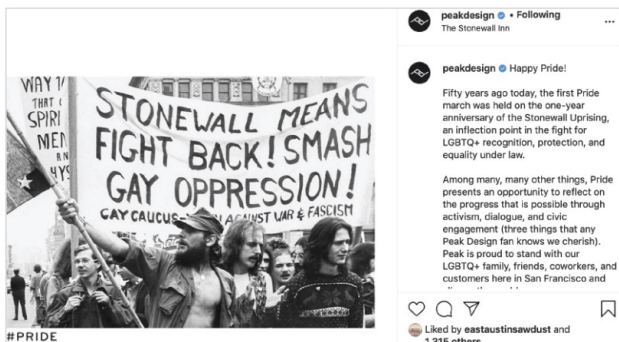 WAY T
THAT
SPIRI
MEN
STONEWALL MEANS
FIGHT BACK! SMASH
GAY OPPRESSION!
GAY CAUCUS-
AGAINST WAR & FASCISM
#PRIDE
peakdesign • Following
The Stonewall Inn
peakdesign Happy Pride!
Fifty years ago today, the first Pride
march was held on the one-year
anniversary of the Stonewall Uprising,
an inflection point in the fight for
LGBTQ+ recognition, protection, and
equality under law.
Among many, many other things, Pride
presents an opportunity to reflect on
the progress that is possible through
activism, dialogue, and civic
engagement (three things that any
Peak Design fan knows we cherish).
Peak is proud to stand with our
LGBTQ+ family, friends, coworkers, and
customers here in San Francisco and
Liked by eastaustinsawdust and
1,315 others